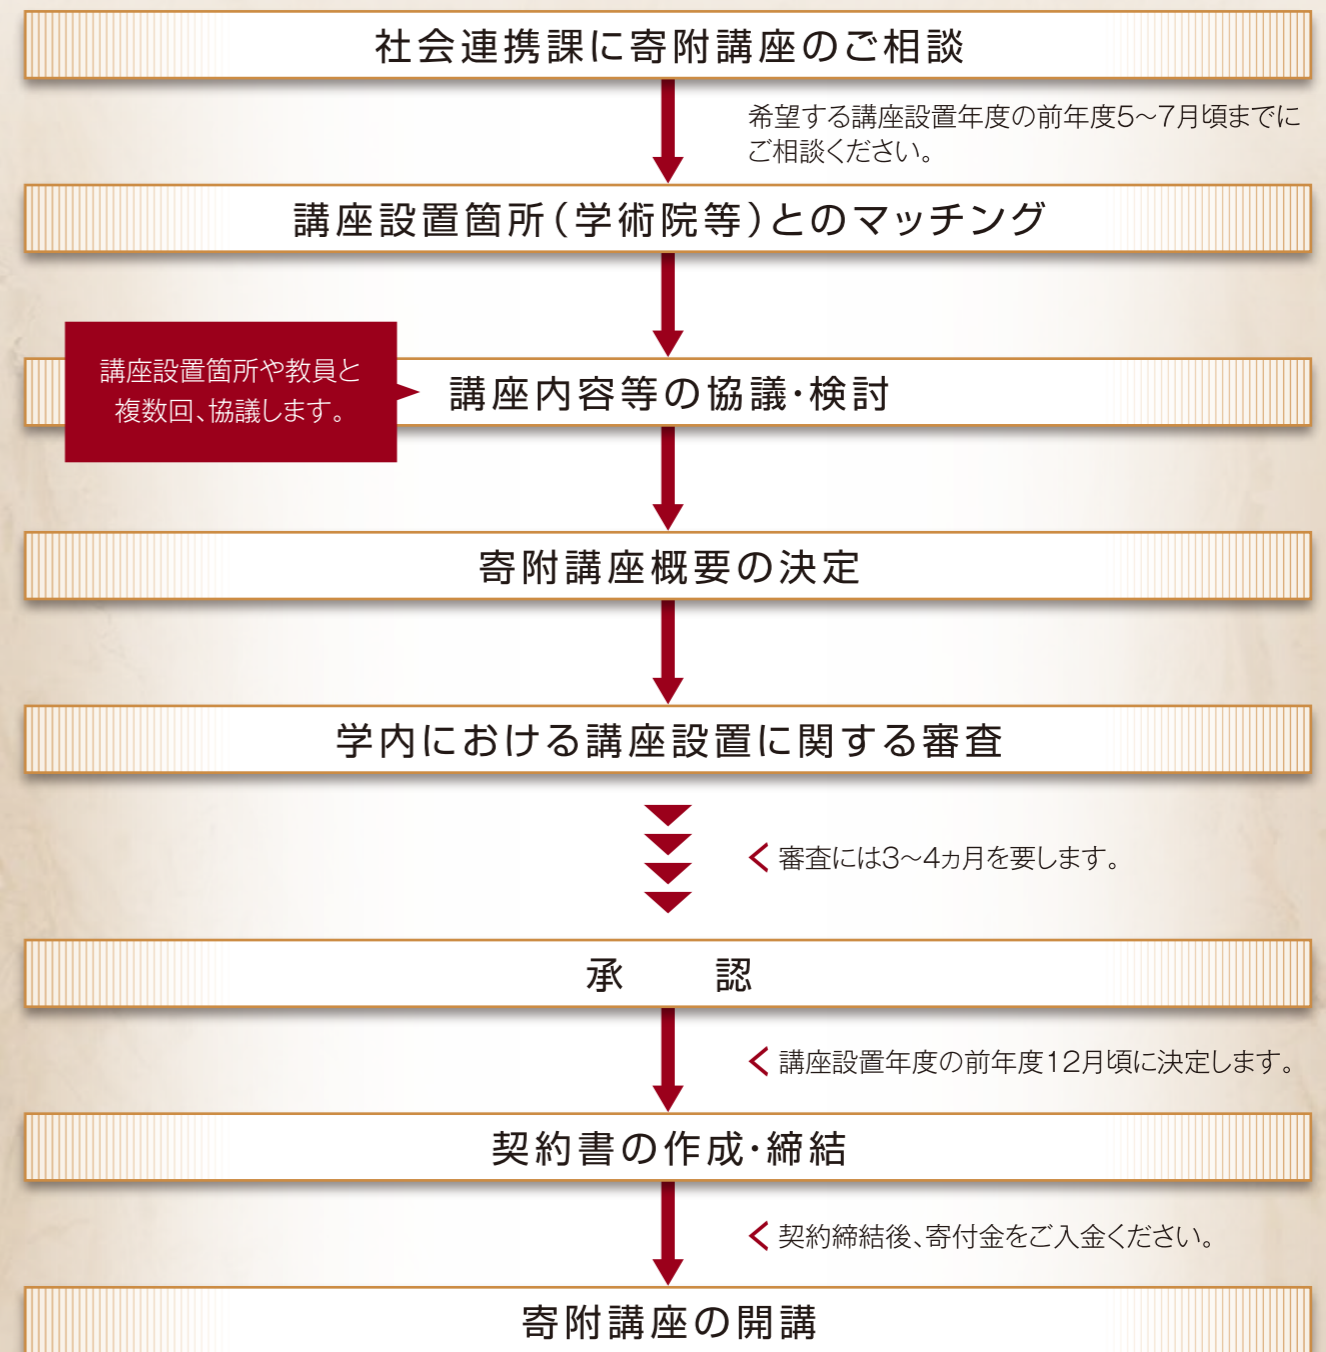 社会連携課に寄附講座のご相談
希望する講座設置年度の前年度5～7月頃までに
ご相談ください。
講座設置箇所（学術院等）とのマッチング
講座設置箇所や教員と
複数回、協議します。
講座内容等の協議・検討
寄附講座概要の決定
学内における講座設置に関する審査
審査には3～4ヵ月を要します。
承　　認
講座設置年度の前年度12月頃に決定します。
契約書の作成・締結
契約締結後、寄付金をご入金ください。
寄附講座の開講